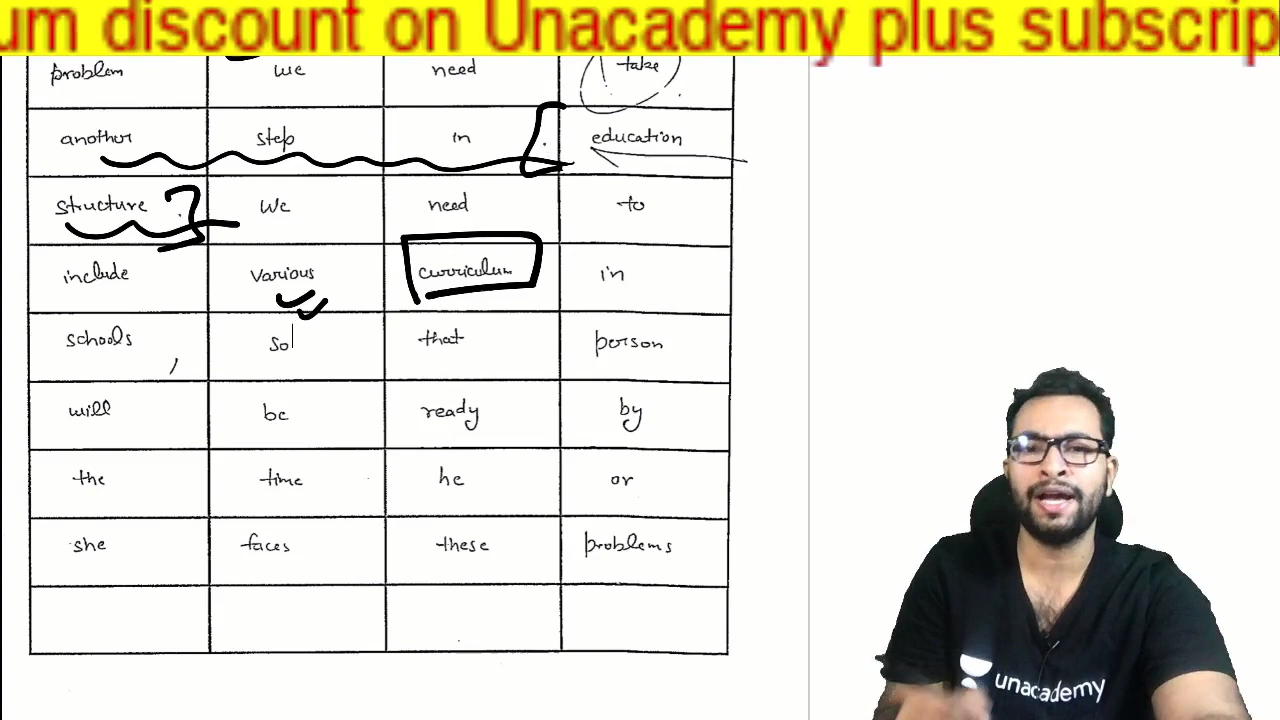 um discount on Unacademy plus subscrip
problem we need take
another step in education
structure. We need to
include various curriculum in
schools, so that person
will be ready by
the time he or
she faces these problems
unacademy